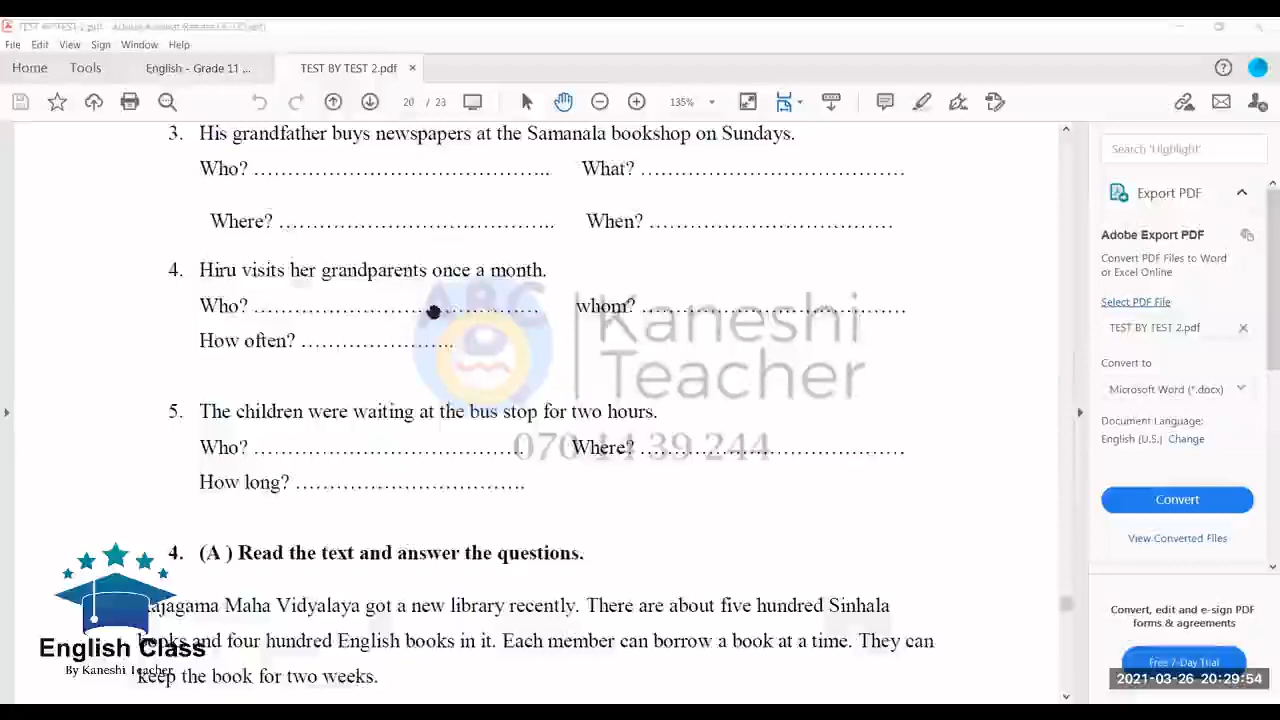 File Edit View Sign Window Help
Home Tools English - Grade 11 ... TEST BY TEST 2.pdf ×
20 / 23 135%
3. His grandfather buys newspapers at the Samanala bookshop on Sundays.
Who? ........................................ What? ........................................
Where? ........................................ When? ........................................
4. Hiru visits her grandparents once a month.
Who? ........................................ whom? ........................................
How often? ........................
5. The children were waiting at the bus stop for two hours.
Who? ........................................ Where? ........................................
How long? ........................................
4. (A ) Read the text and answer the questions.
Maha Vidyalaya got a new library recently. There are about five hundred Sinhala
books and four hundred English books in it. Each member can borrow a book at a time. They can
keep the book for two weeks.
ABC
Kaneshi
Teacher
English Class
By Kaneshi Teacher
Search 'Highlight'
Export PDF
Adobe Export PDF
Convert PDF Files to Word
or Excel Online
Select PDF File
TEST BY TEST 2.pdf
Convert to
Microsoft Word (*.docx)
Document Language:
English (U.S.) Change
Convert
View Converted Files
Convert, edit and e-sign PDF
forms & agreements
Free 7-Day Trial
2021-03-26 20:29:54